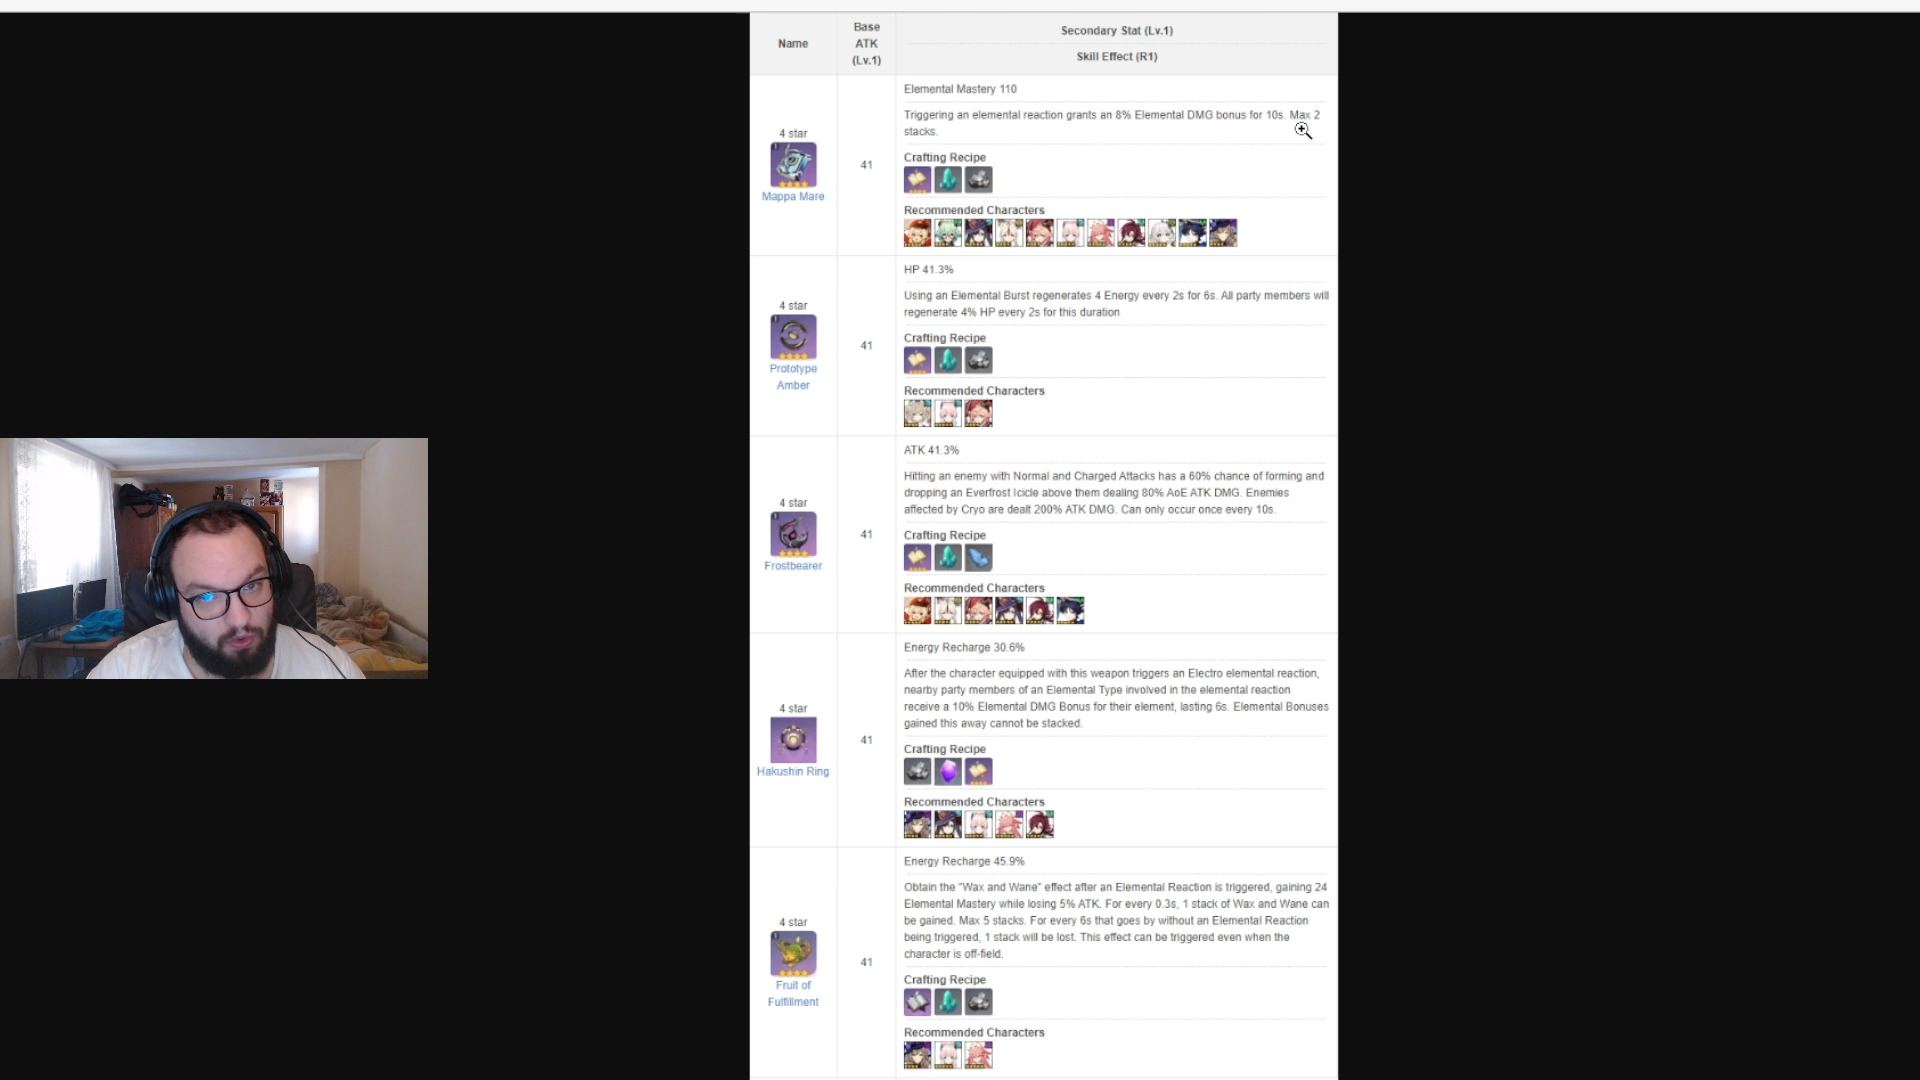 Name
Base
ATK
(Lv.1)
Secondary Stat (Lv.1)
Skill Effect (R1)
4 star
Mappa Mare
41
Elemental Mastery 110
Triggering an elemental reaction grants an 8% Elemental DMG bonus for 10s. Max 2
stacks.
Crafting Recipe
Recommended Characters
4 star
Prototype
Amber
41
HP 41.3%
Using an Elemental Burst regenerates 4 Energy every 2s for 6s. All party members will
regenerate 4% HP every 2s for this duration
Crafting Recipe
Recommended Characters
4 star
Frostbearer
41
ATK 41.3%
Hitting an enemy with Normal and Charged Attacks has a 60% chance of forming and
dropping an Everfrost Icicle above them dealing 80% AoE ATK DMG. Enemies
affected by Cryo are dealt 200% ATK DMG. Can only occur once every 10s.
Crafting Recipe
Recommended Characters
4 star
Hakushin Ring
41
Energy Recharge 30.6%
After the character equipped with this weapon triggers an Electro elemental reaction,
nearby party members of an Elemental Type involved in the elemental reaction
receive a 10% Elemental DMG Bonus for their element, lasting 6s. Elemental Bonuses
gained this away cannot be stacked.
Crafting Recipe
Recommended Characters
4 star
Fruit of
Fulfillment
41
Energy Recharge 45.9%
Obtain the "Wax and Wane" effect after an Elemental Reaction is triggered, gaining 24
Elemental Mastery while losing 5% ATK. For every 0.3s, 1 stack of Wax and Wane can
be gained. Max 5 stacks. For every 6s that goes by without an Elemental Reaction
being triggered, 1 stack will be lost. This effect can be triggered even when the
character is off-field.
Crafting Recipe
Recommended Characters